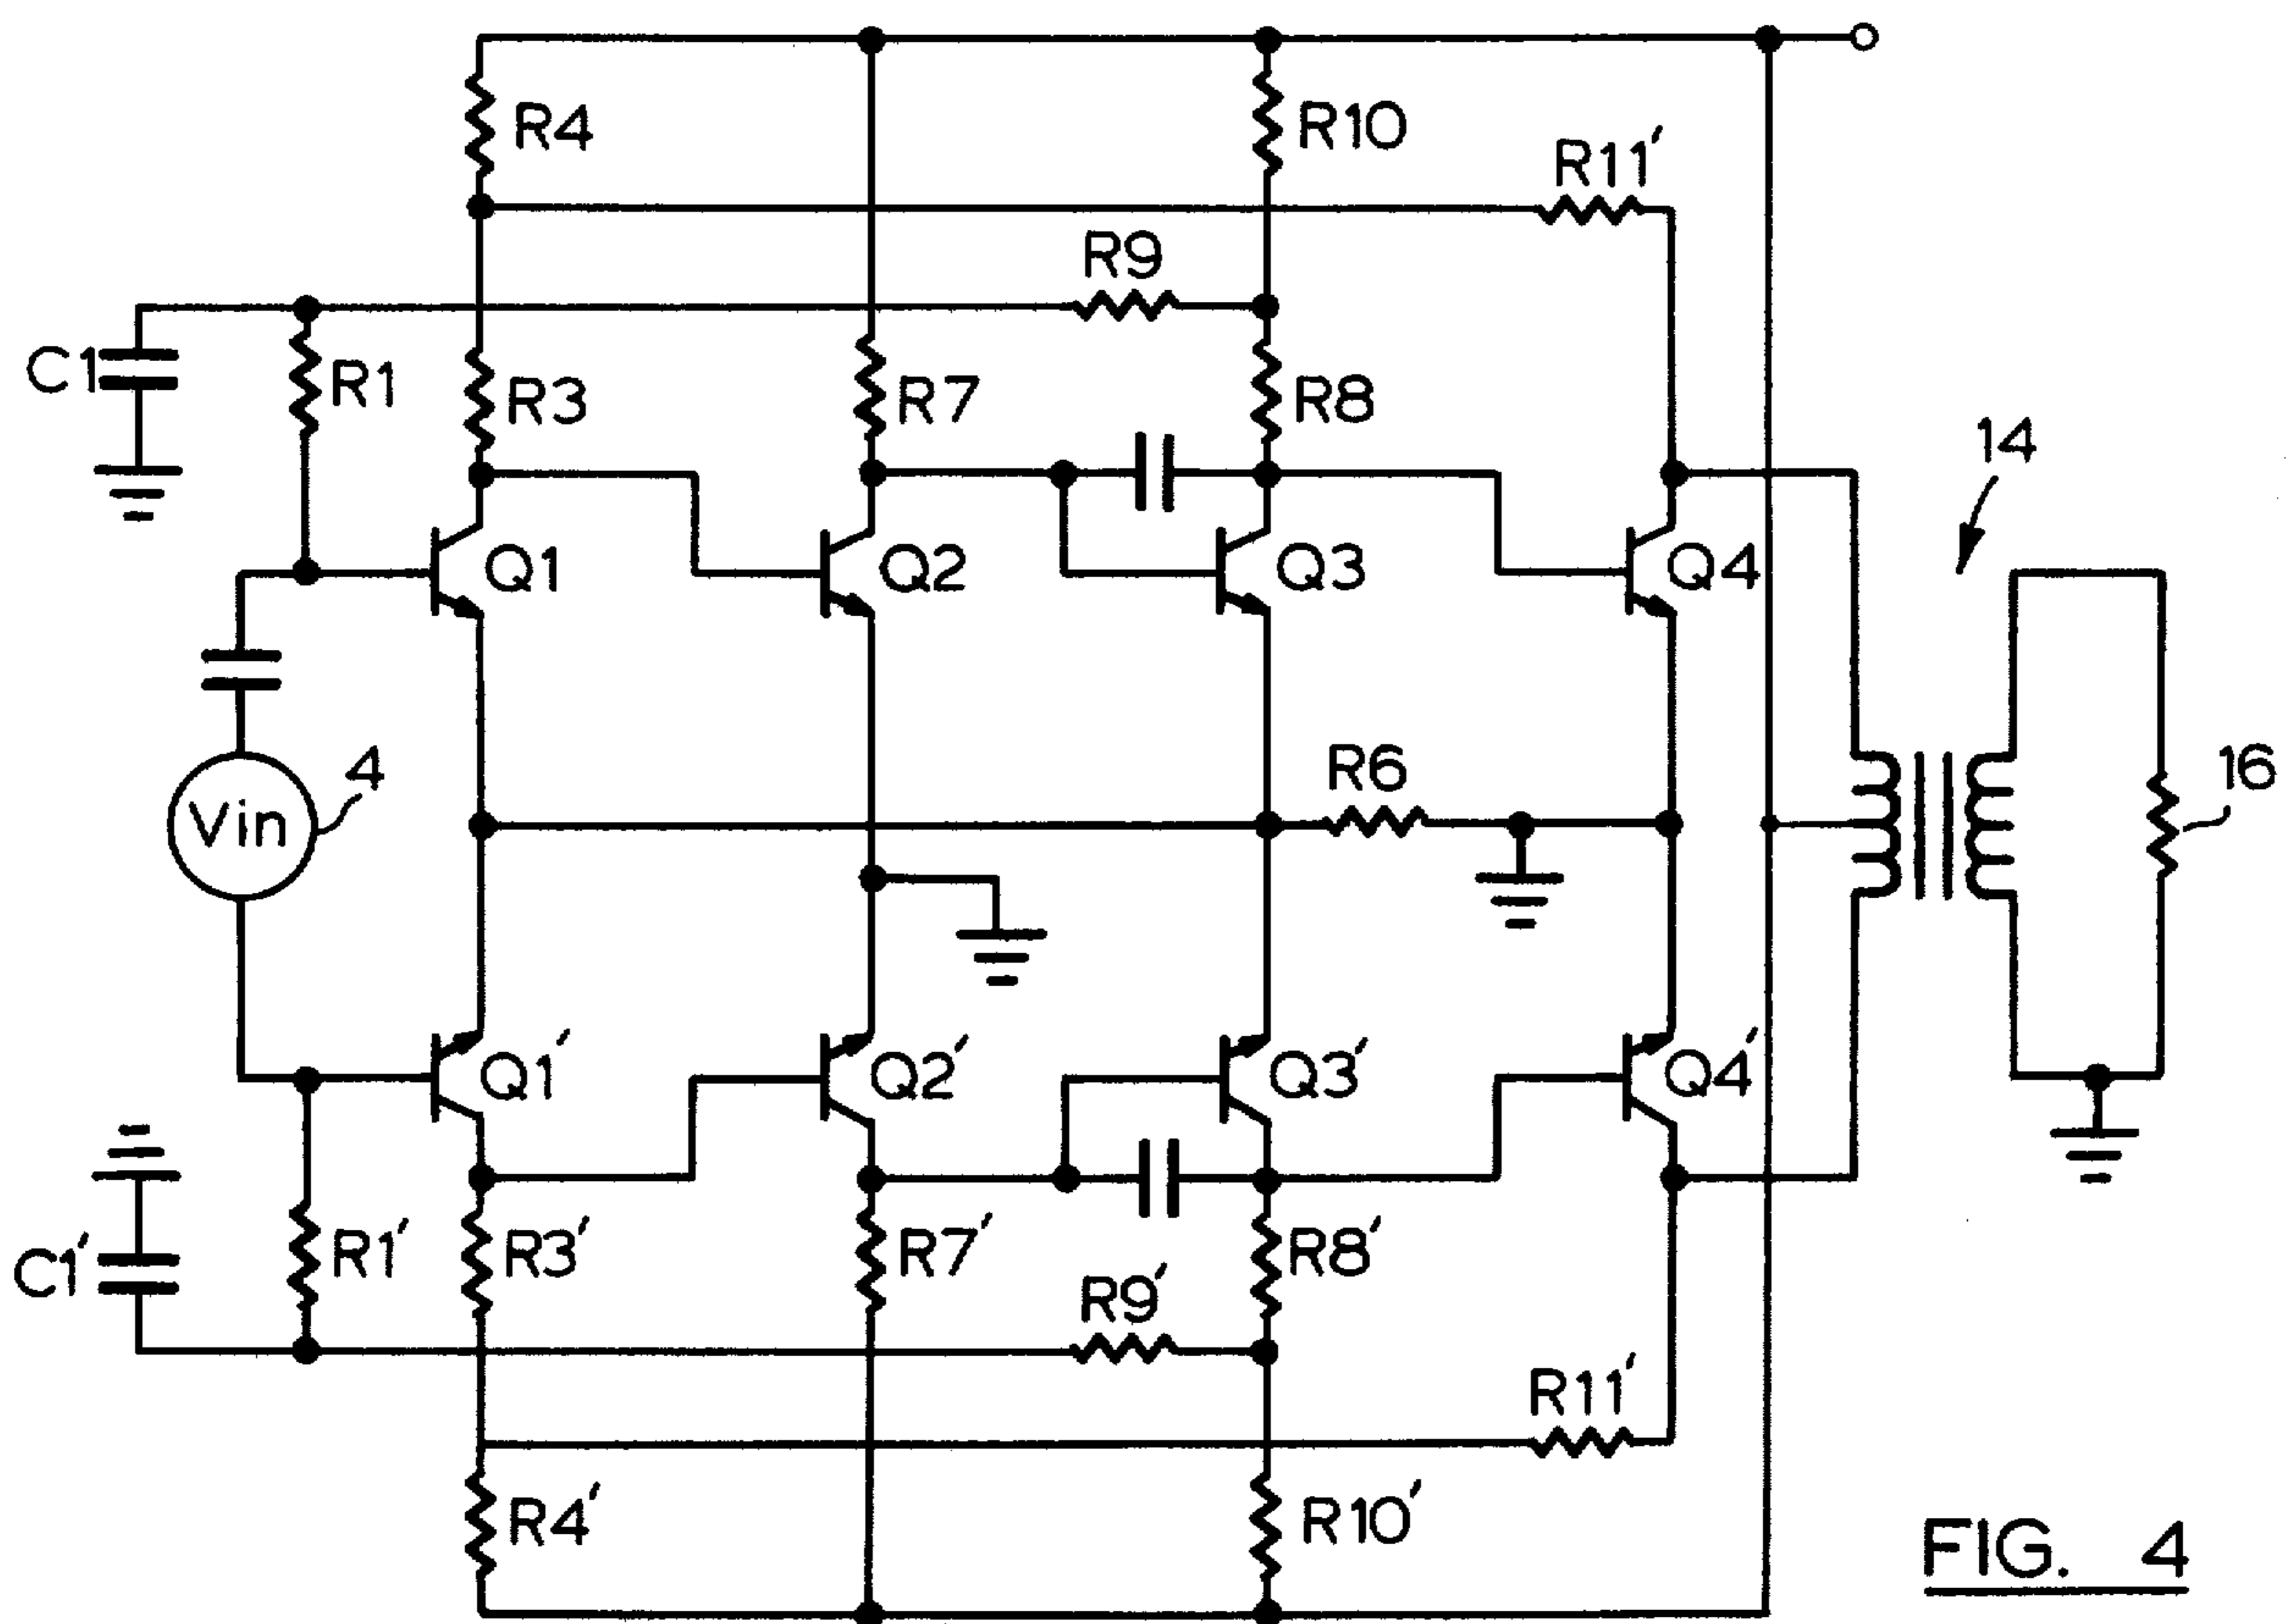 R4
R10
R11′
R9
C1
R1
R3
R7
R8
14
Q1
Q2
Q3
Q4
R6
4
16
Vin
Q1′
Q2′
Q3′
Q4′
C1′
R1′
R3′
R7′
R8′
R9′
R11′
R4′
R10′
FIG. 4